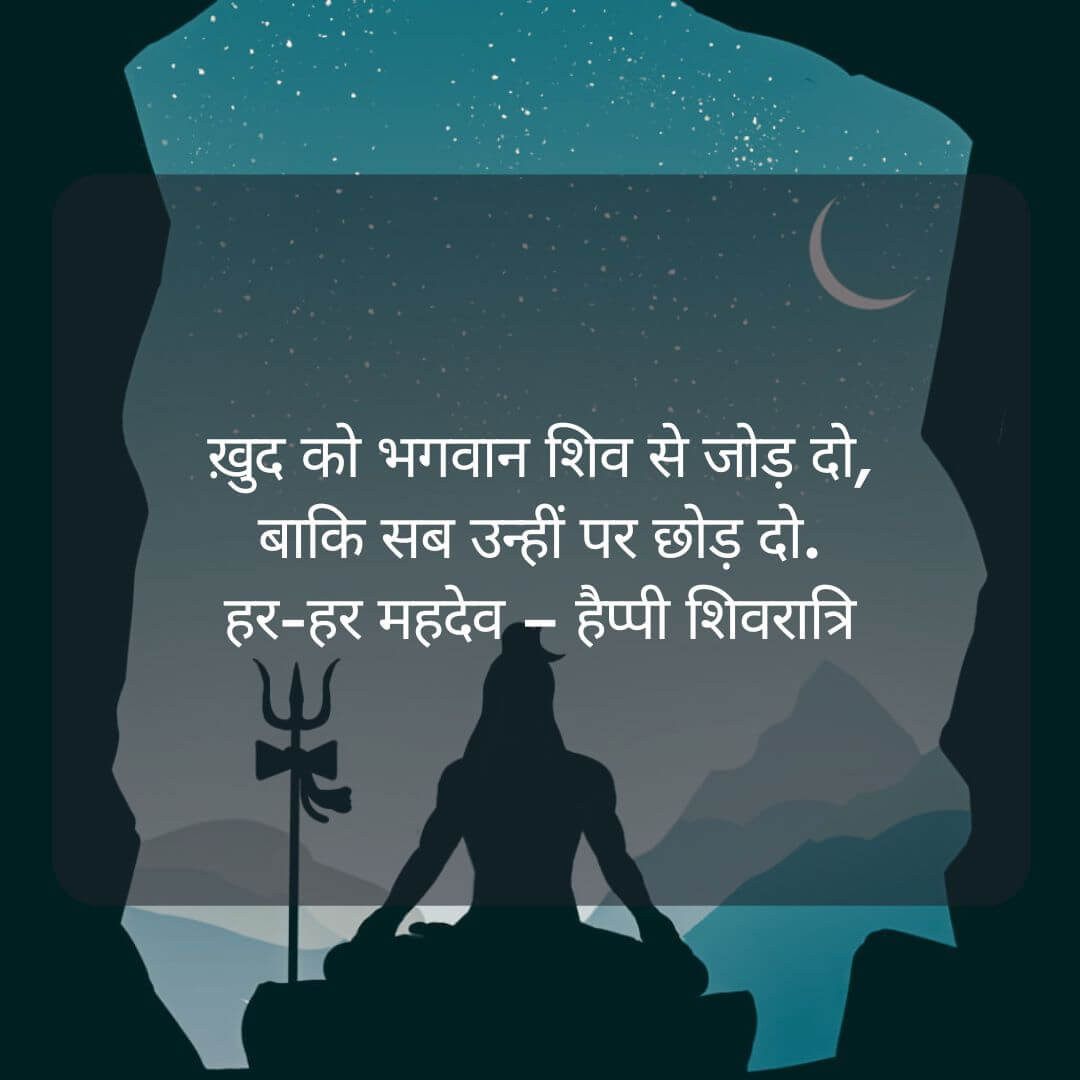 ख़ुद को भगवान शिव से जोड़ दो,
बाकि सब उन्हीं पर छोड़ दो.
हर-हर महदेव – हैप्पी शिवरात्रि